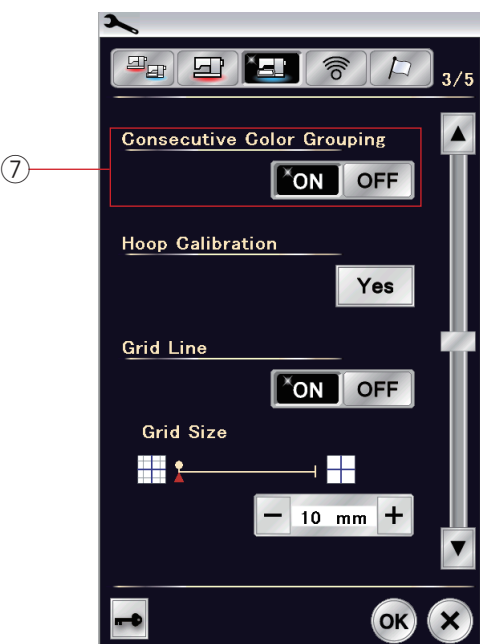 3/5
⑦
Consecutive Color Grouping
ON OFF
Hoop Calibration
Yes
Grid Line
ON OFF
Grid Size
− 10 mm +
OK ×